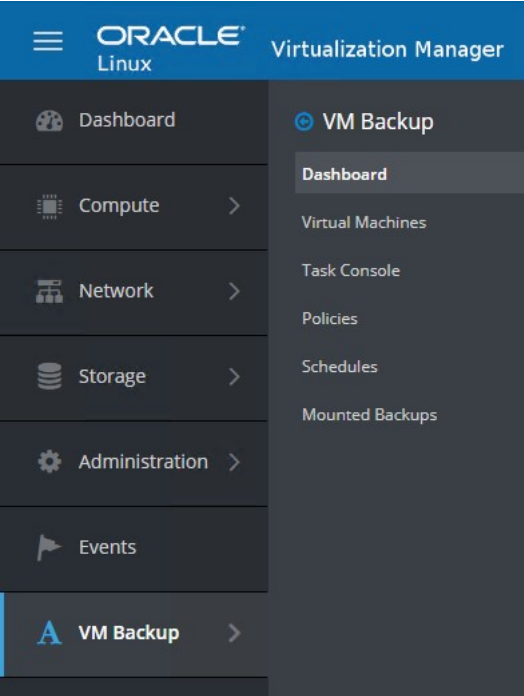 ORACLE
Linux
Virtualization Manager
Dashboard
Compute
Network
Storage
Administration
Events
VM Backup
VM Backup
Dashboard
Virtual Machines
Task Console
Policies
Schedules
Mounted Backups